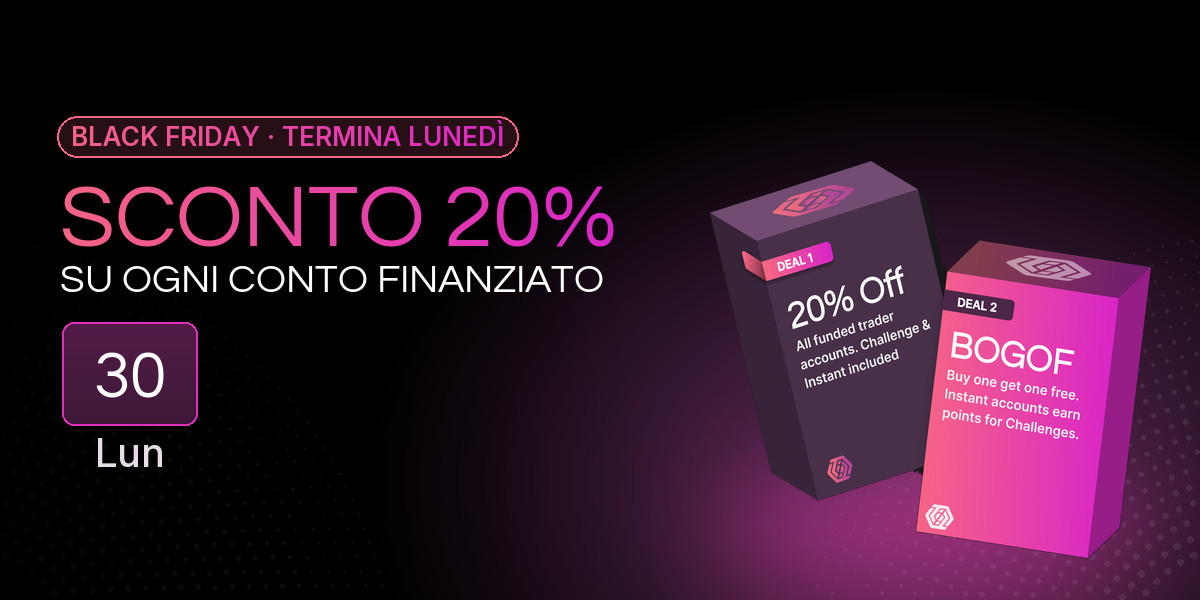 BLACK FRIDAY · TERMINA LUNEDÌ
SCONTO 20%
SU OGNI CONTO FINANZIATO
30
Lun
DEAL 1
20% Off
All funded trader
accounts. Challenge &
Instant included
DEAL 2
BOGOF
Buy one get one free.
Instant accounts earn
points for Challenges.